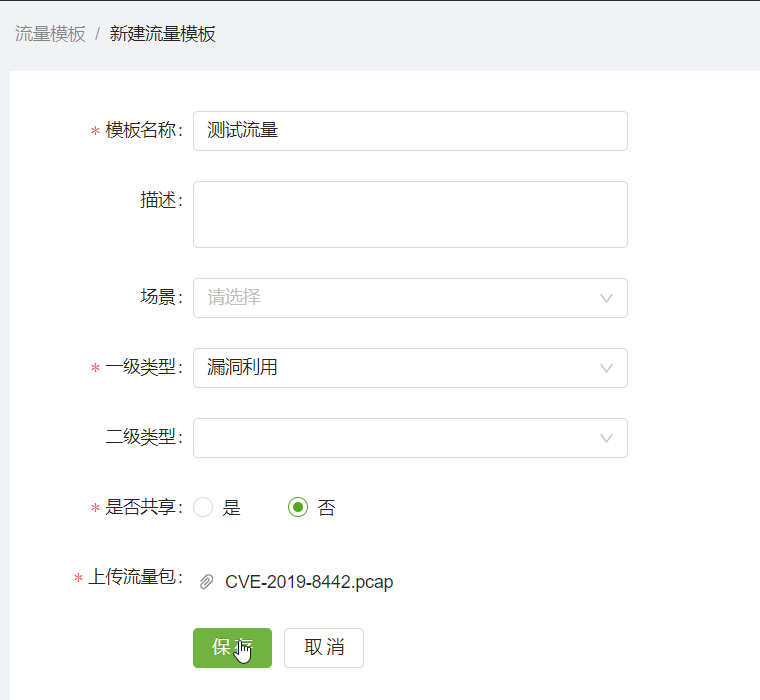 流量模板 / 新建流量模板
* 模板名称: 测试流量
描述:
场景: 请选择
* 一级类型: 漏洞利用
二级类型:
* 是否共享: 是 否
* 上传流量包: CVE-2019-8442.pcap
保存 取消